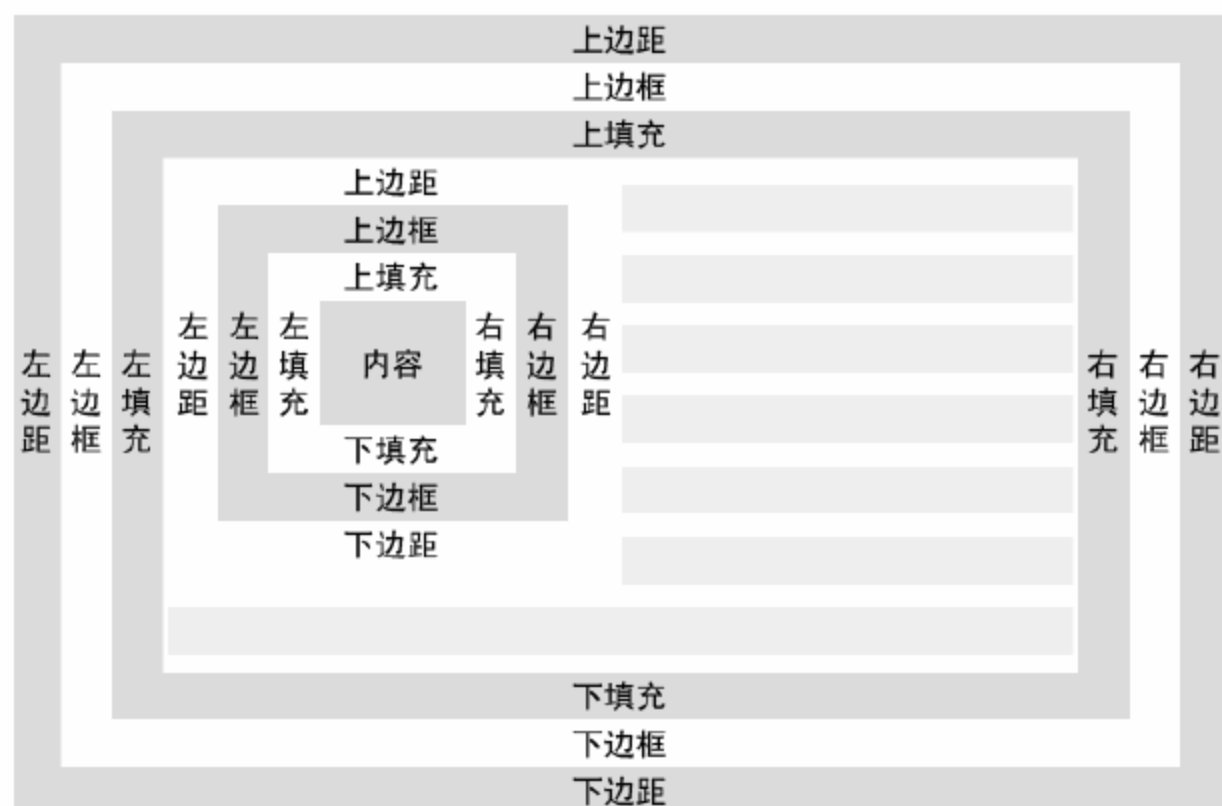 上边距
上边框
上填充
上边距
上边框
上填充
左边距
左边框
左填充
左边距
左边框
左填充
内容
右填充
右边框
右边距
右填充
右边框
右边距
下填充
下边框
下边距
下填充
下边框
下边距